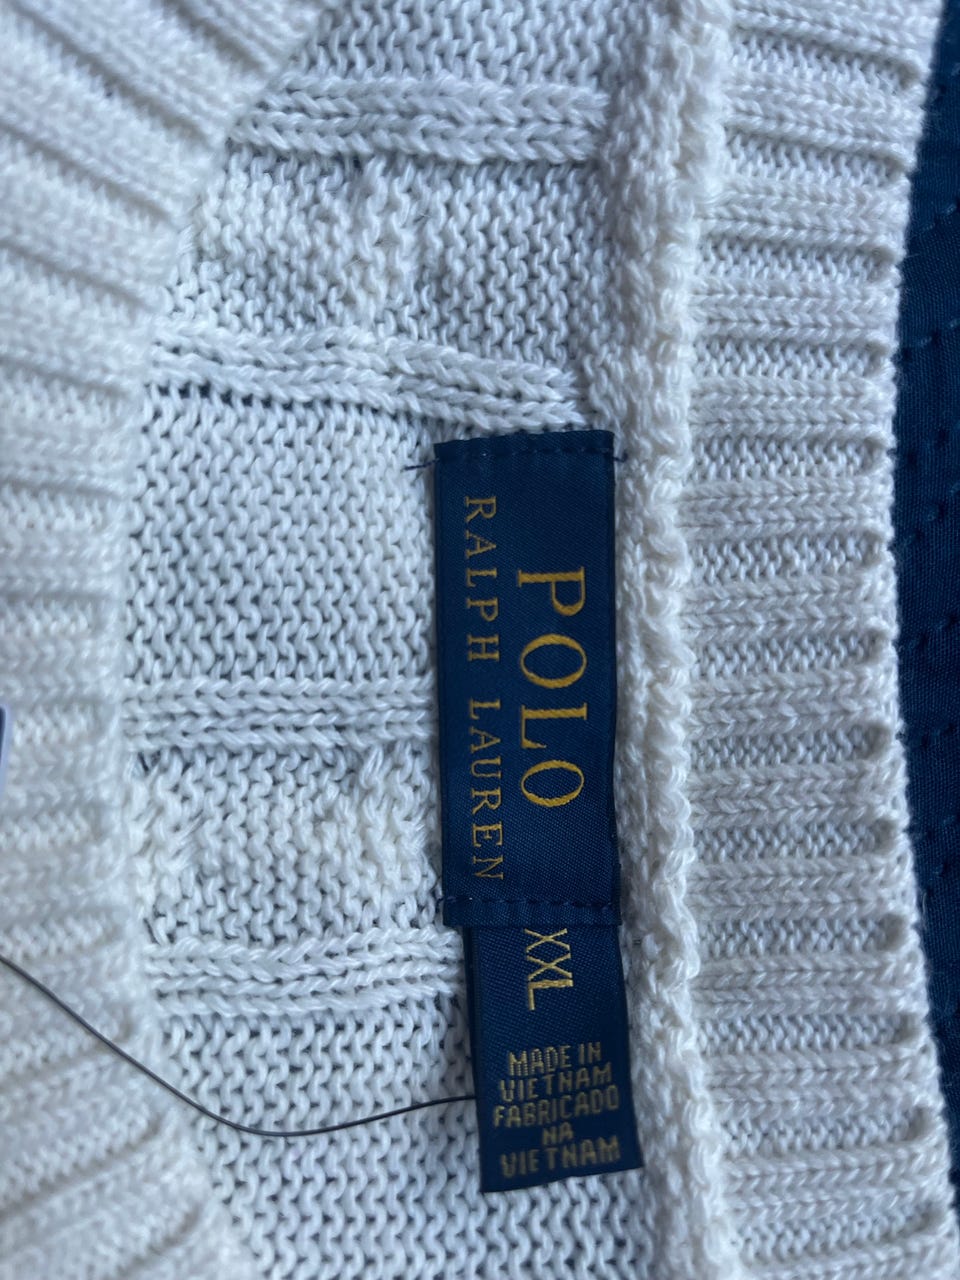 POLO
RALPH LAUREN
XXL
MADE IN
VIETNAM
FABRICADO
NA
VIETNAM